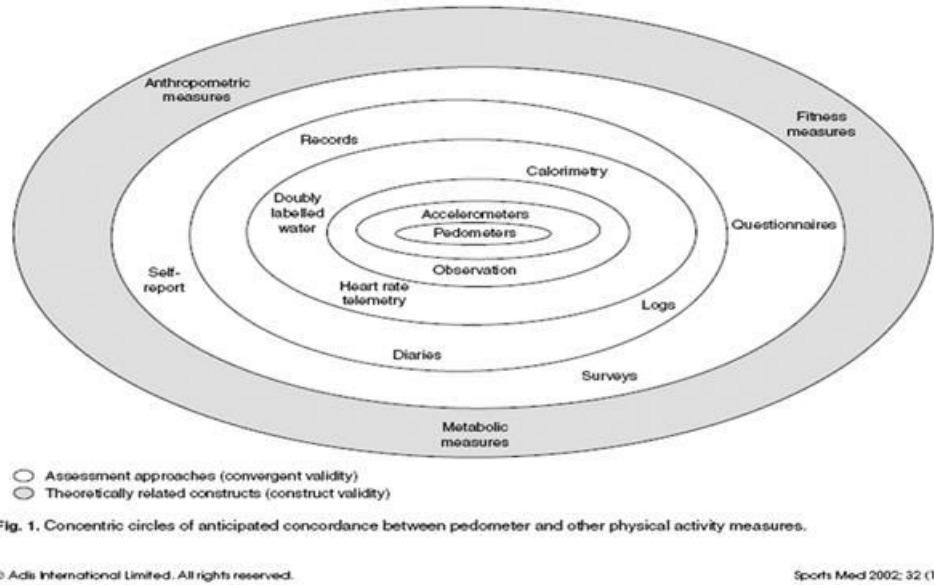 Anthropometric
measures
Fitness
measures
Records
Calorimetry
Doubly
labelled
water
Accelerometers
Pedometers
Questionnaires
Observation
Self-
report
Heart rate
telemetry
Logs
Diaries
Surveys
Metabolic
measures
Assessment approaches (convergent validity)
Theoretically related constructs (construct validity)
Fig. 1. Concentric circles of anticipated concordance between pedometer and other physical activity measures.
© Adis International Limited. All rights reserved.
Sports Med 2002; 32 (1